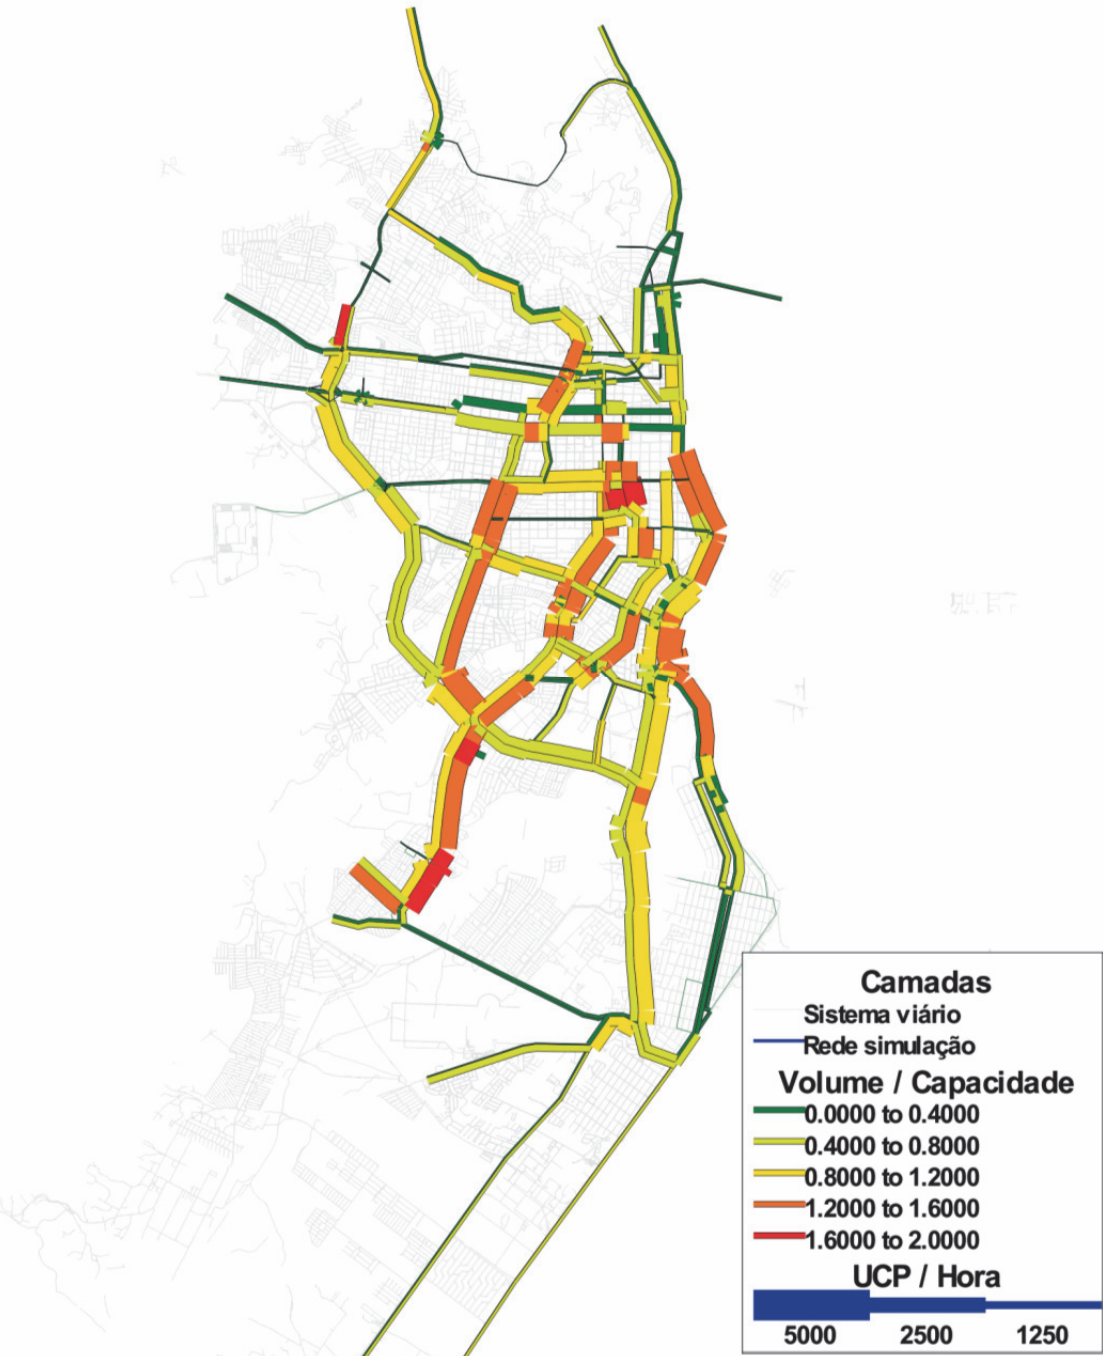 Camadas
Sistema viário
Rede simulação
Volume / Capacidade
0.0000 to 0.4000
0.4000 to 0.8000
0.8000 to 1.2000
1.2000 to 1.6000
1.6000 to 2.0000
UCP / Hora
5000 2500 1250